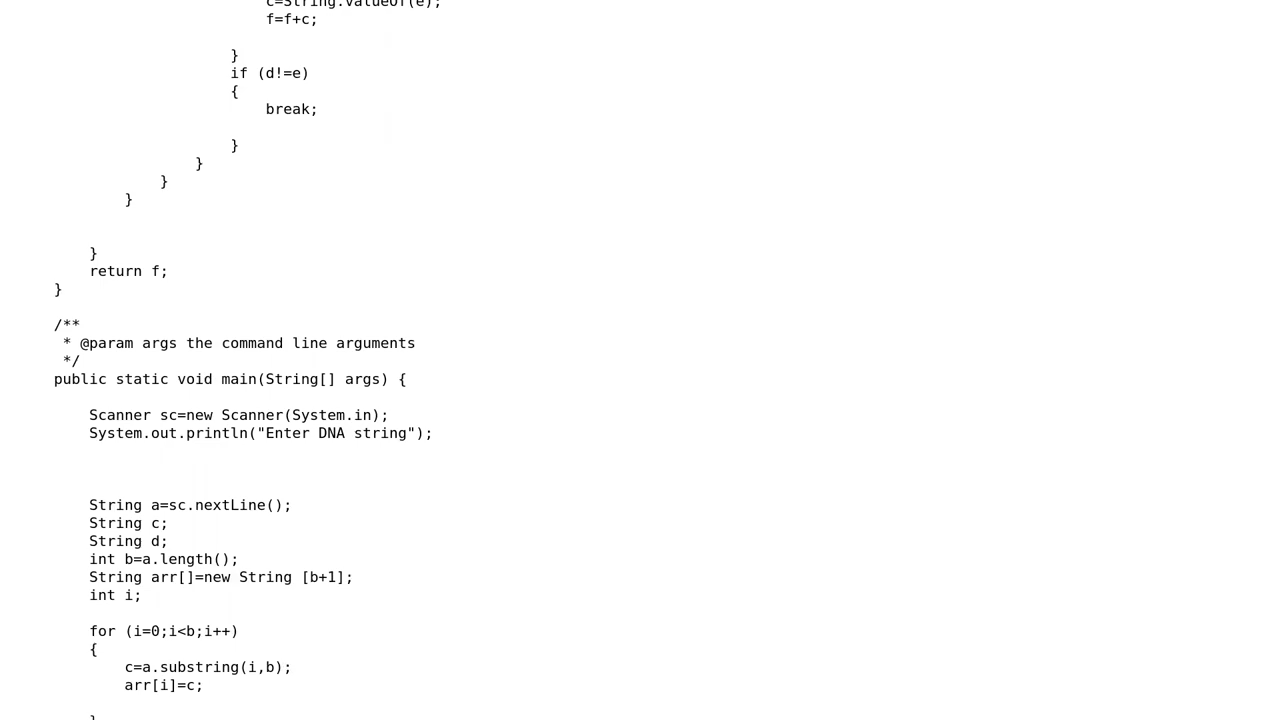 c=String.valueOf(e);
f=f+c;
}
if (d!=e)
{
break;
}
}
}
}
}
return f;
}
/**
* @param args the command line arguments
*/
public static void main(String[] args) {
Scanner sc=new Scanner(System.in);
System.out.println("Enter DNA string");
String a=sc.nextLine();
String c;
String d;
int b=a.length();
String arr[]=new String [b+1];
int i;
for (i=0;i<b;i++)
{
c=a.substring(i,b);
arr[i]=c;
}